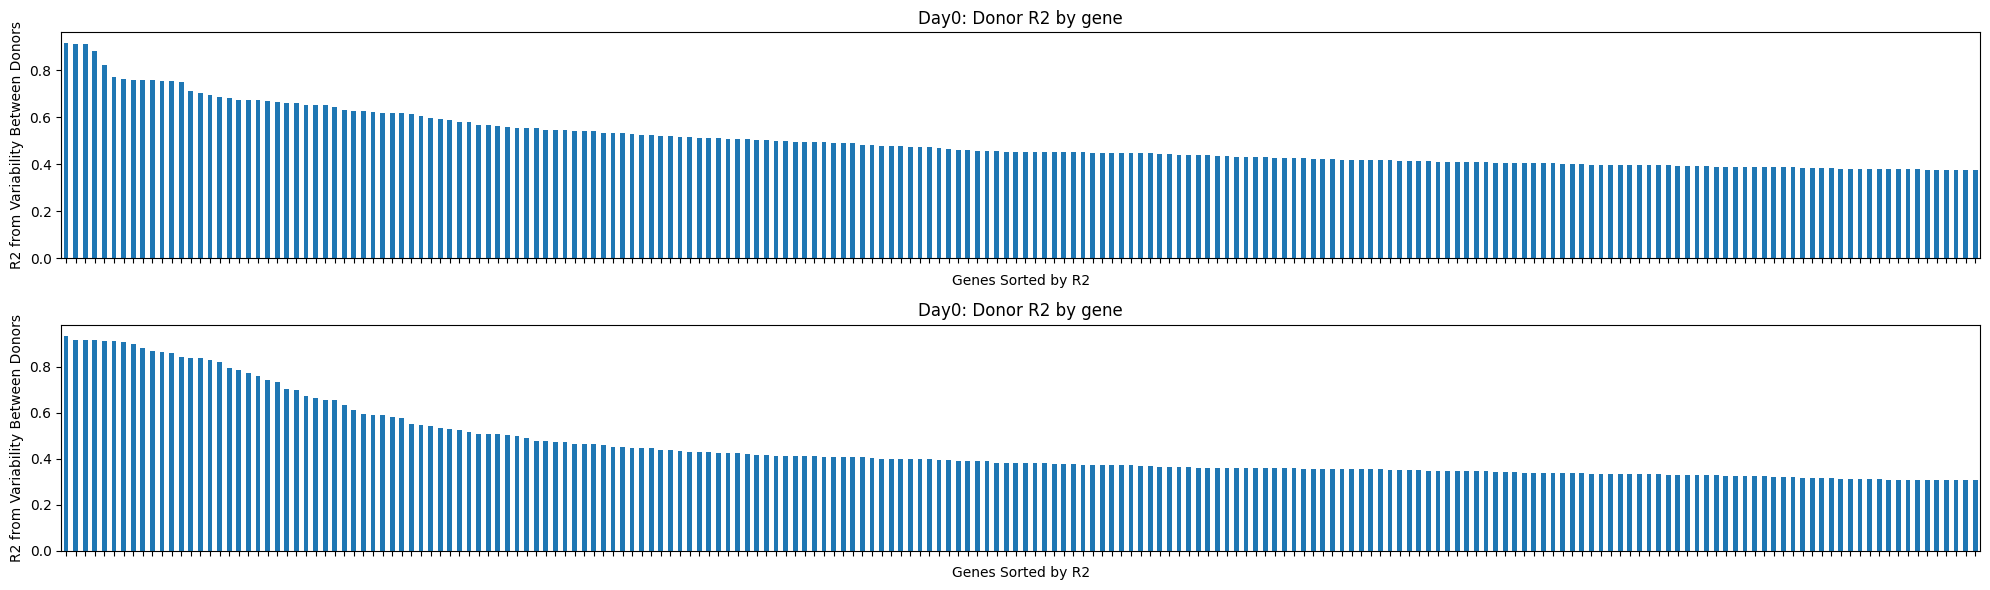 Day0: Donor R2 by gene
R2 from Variability Between Donors
0.8
0.6
0.4
0.2
0.0
Genes Sorted by R2
Day0: Donor R2 by gene
R2 from Variability Between Donors
0.8
0.6
0.4
0.2
0.0
Genes Sorted by R2